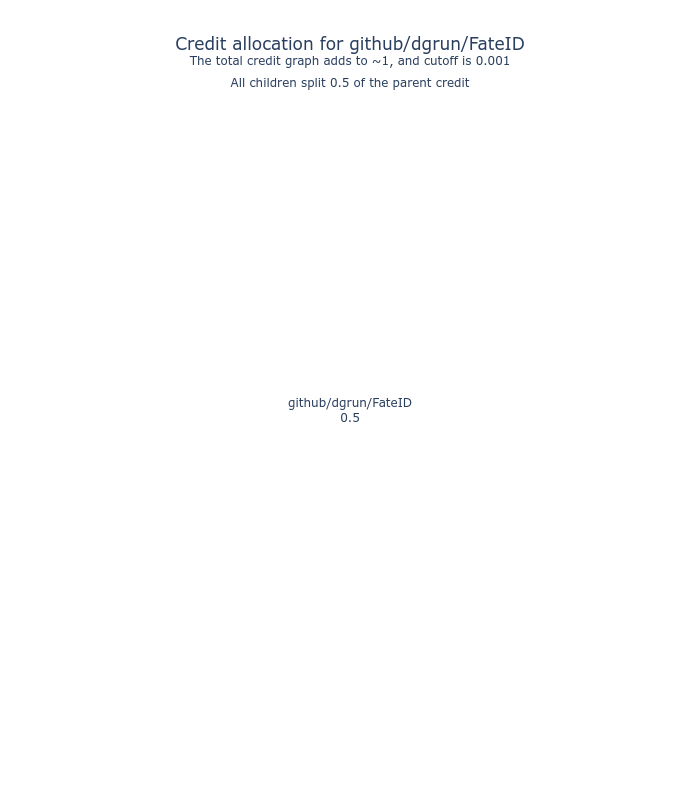 Credit allocation for github/dgrun/FateID
The total credit graph adds to ~1, and cutoff is 0.001
All children split 0.5 of the parent credit
github/dgrun/FateID
0.5